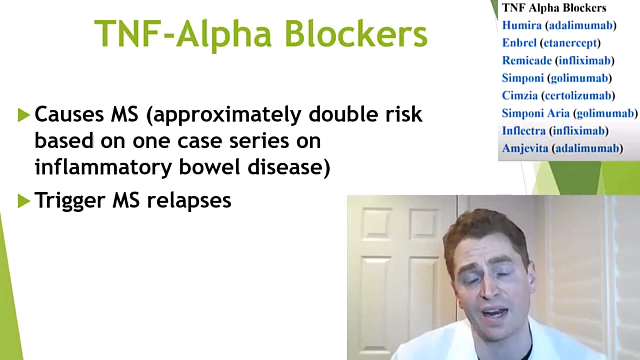 TNF-Alpha Blockers
Causes MS (approximately double risk
based on one case series on
inflammatory bowel disease)
Trigger MS relapses
TNF Alpha Blockers
Humira (adalimumab)
Enbrel (etanercept)
Remicade (infliximab)
Simponi (golimumab)
Cimzia (certolizumab)
Simponi Aria (golimumab)
Inflectra (infliximab)
Amjevita (adalimumab)